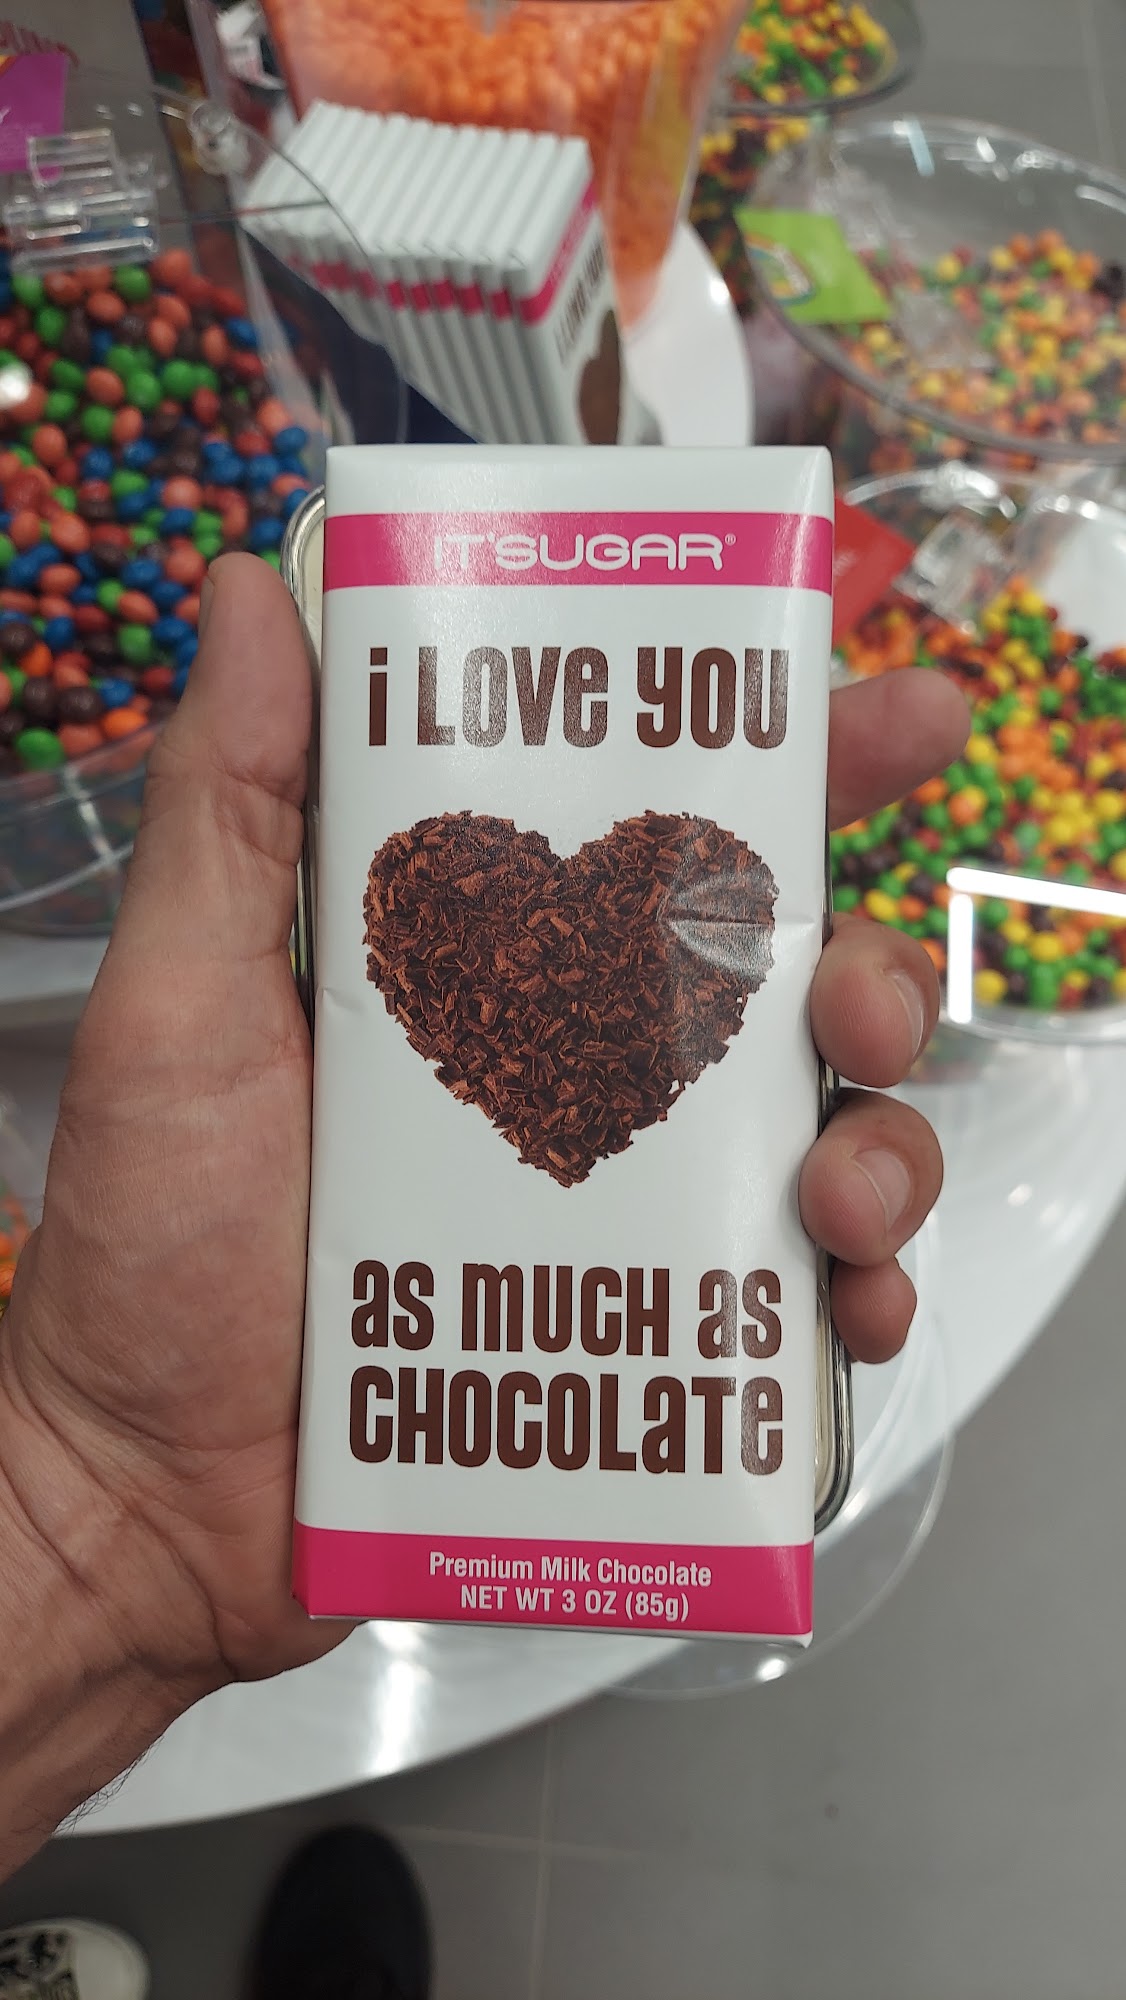 IT'SUGAR®
i LOVe YOU
as mUCH as
CHOCOLaTe
Premium Milk Chocolate
NET WT 3 OZ (85g)